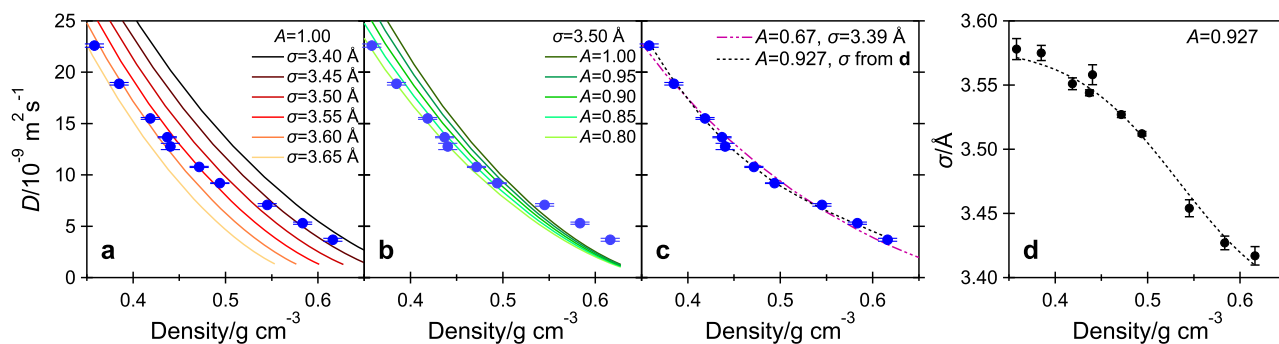 D/10⁻⁹ m² s⁻¹
25
20
15
10
5
0
A=1.00
σ=3.40 Å
σ=3.45 Å
σ=3.50 Å
σ=3.55 Å
σ=3.60 Å
σ=3.65 Å
a
0.4
0.5
0.6
Density/g cm⁻³
σ=3.50 Å
A=1.00
A=0.95
A=0.90
A=0.85
A=0.80
b
0.4
0.5
0.6
Density/g cm⁻³
A=0.67, σ=3.39 Å
A=0.927, σ from d
c
0.4
0.5
0.6
Density/g cm⁻³
σ/Å
3.60
3.55
3.50
3.45
3.40
A=0.927
d
0.4
0.5
0.6
Density/g cm⁻³